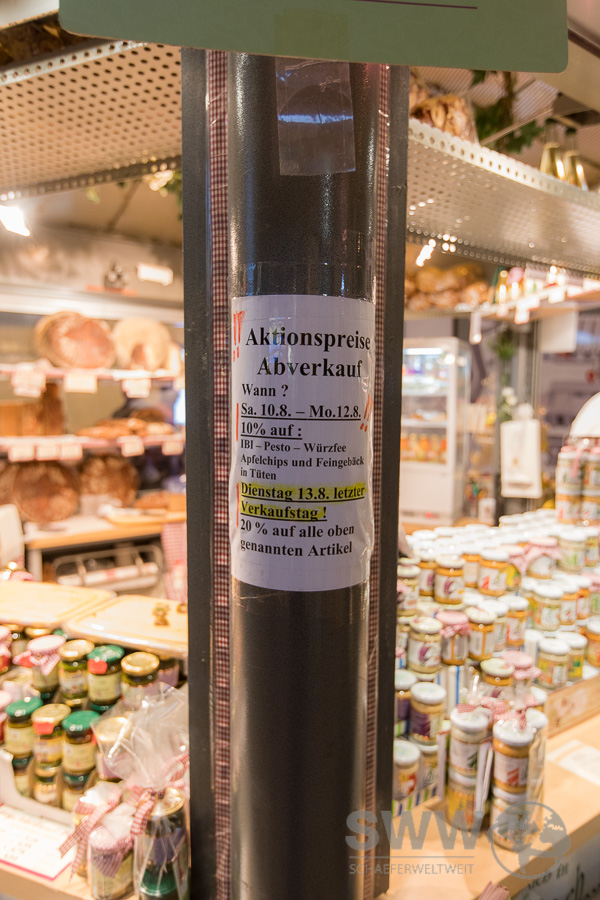 Aktionspreise
Abverkauf
Wann ?
Sa. 10.8. – Mo.12.8.
10% auf :
IBI – Pesto – Würzfee
Apfelchips und Feingebäck
in Tüten
Dienstag 13.8. letzter
Verkaufstag !
20 % auf alle oben
genannten Artikel
SWW
SCHAEFERWELTWEIT